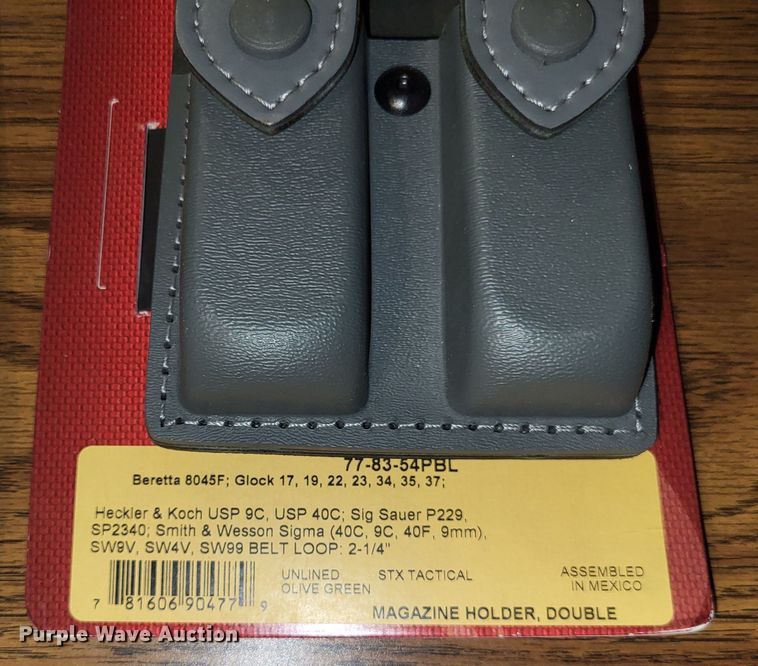 77-83-54PBL
Beretta 8045F; Glock 17, 19, 22, 23, 34, 35, 37;
Heckler & Koch USP 9C, USP 40C; Sig Sauer P229,
SP2340; Smith & Wesson Sigma (40C, 9C, 40F, 9mm),
SW9V, SW4V, SW99 BELT LOOP: 2-1/4"
UNLINED STX TACTICAL ASSEMBLED
OLIVE GREEN IN MEXICO
7 81606 90477 9
MAGAZINE HOLDER, DOUBLE
Purple Wave Auction